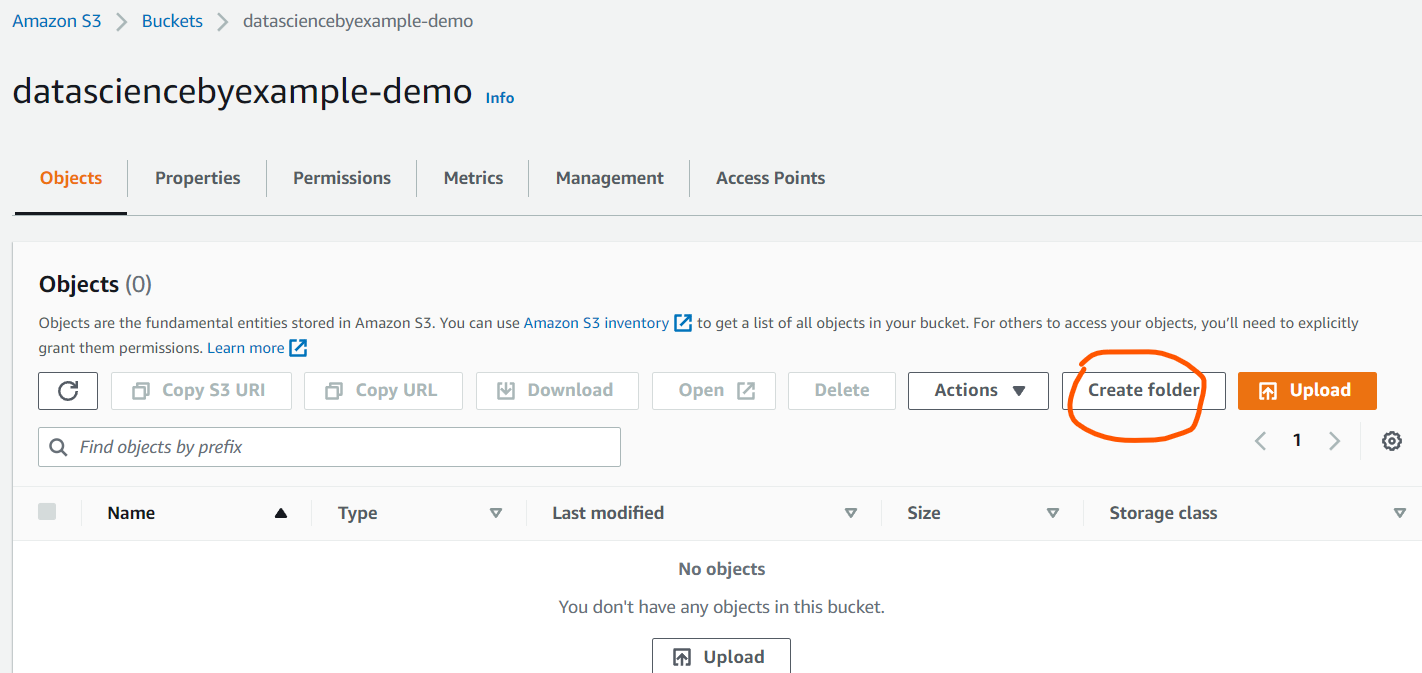 Amazon S3 > Buckets > datasciencebyexample-demo
datasciencebyexample-demo Info
Objects Properties Permissions Metrics Management Access Points
Objects (0)
Objects are the fundamental entities stored in Amazon S3. You can use Amazon S3 inventory to get a list of all objects in your bucket. For others to access your objects, you’ll need to explicitly
grant them permissions. Learn more
Copy S3 URI Copy URL Download Open Delete Actions Create folder Upload
Find objects by prefix 1
Name Type Last modified Size Storage class
No objects
You don't have any objects in this bucket.
Upload